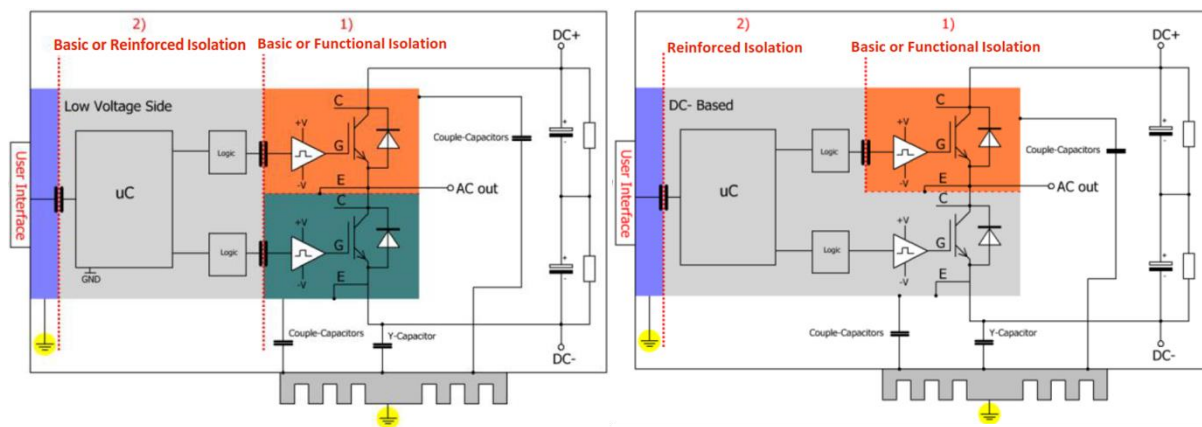 2)
1)
Basic or Reinforced Isolation
Basic or Functional Isolation
DC+
Low Voltage Side
C
+V
Logic
G
-V
E
Couple-Capacitors
User Interface
uC
AC out
C
+V
Logic
G
-V
E
GND
+
-
+
-
Couple-Capacitors
Y-Capacitor
DC-
2)
1)
Reinforced Isolation
Basic or Functional Isolation
DC+
DC- Based
C
+V
Logic
G
-V
E
Couple-Capacitors
User Interface
uC
AC out
C
+V
Logic
G
-V
E
+
-
+
-
Couple-Capacitors
Y-Capacitor
DC-